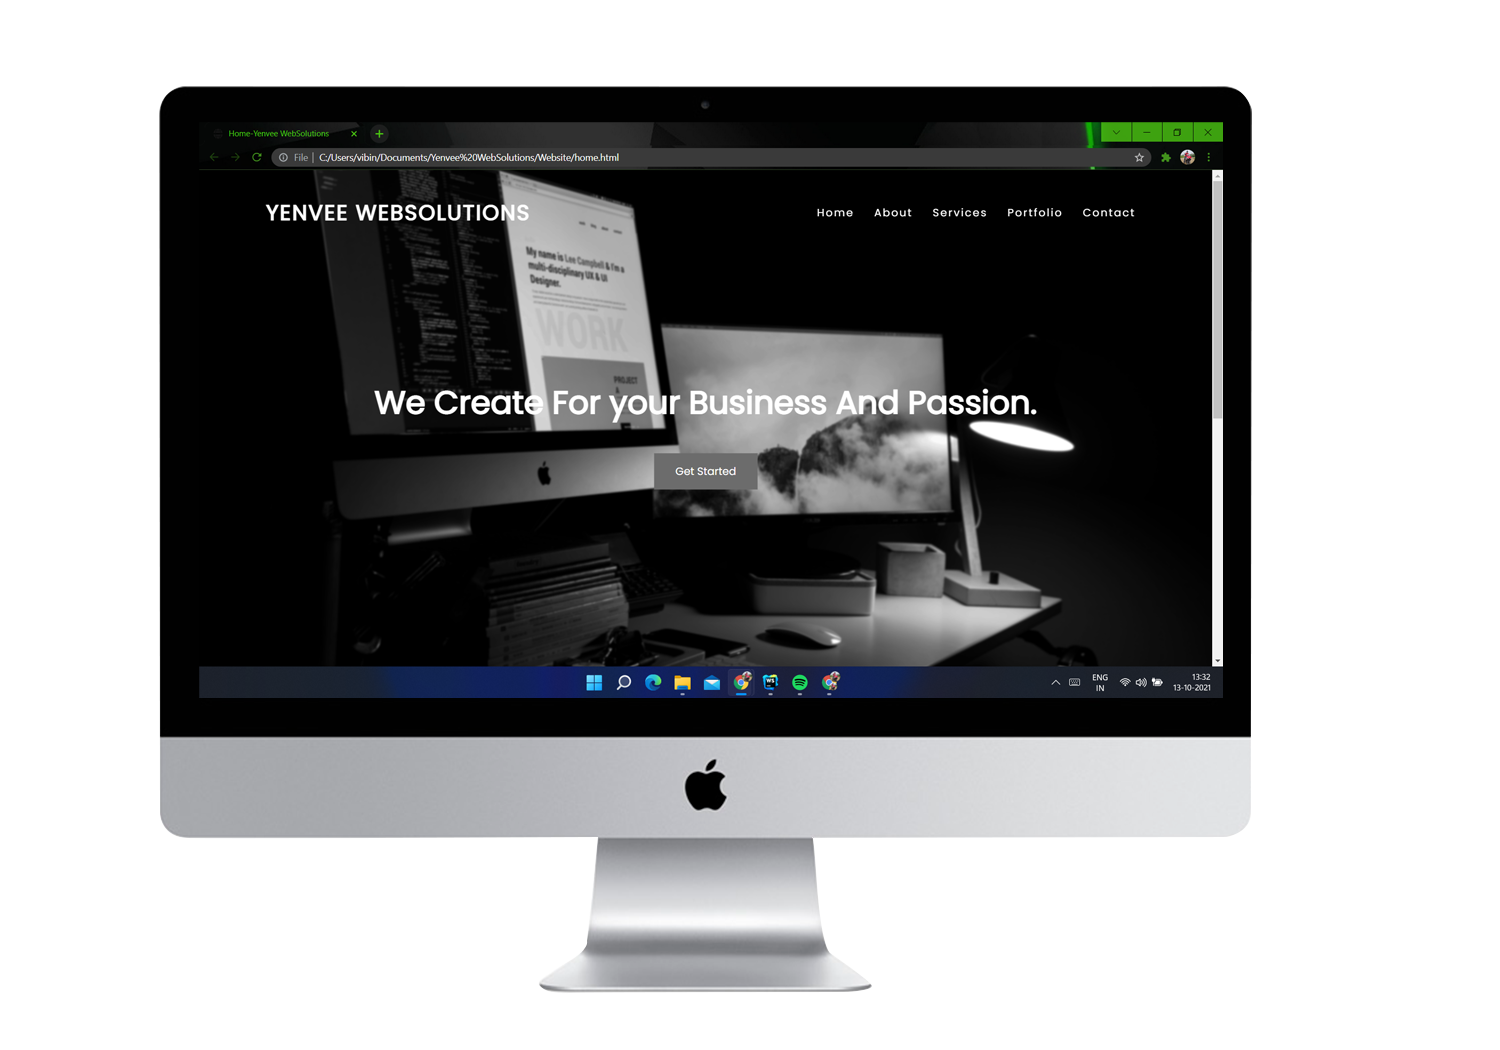 Home-Yenvee WebSolutions
File | C:/Users/vibin/Documents/Yenvee%20WebSolutions/Website/home.html
YENVEE WEBSOLUTIONS
Home About Services Portfolio Contact
My name is Lee Campbell & I'm a
multi-disciplinary UX & UI
Designer.
WORK
PROJECT
We Create For your Business And Passion.
Get Started
WS
ENG
IN
13:32
13-10-2021